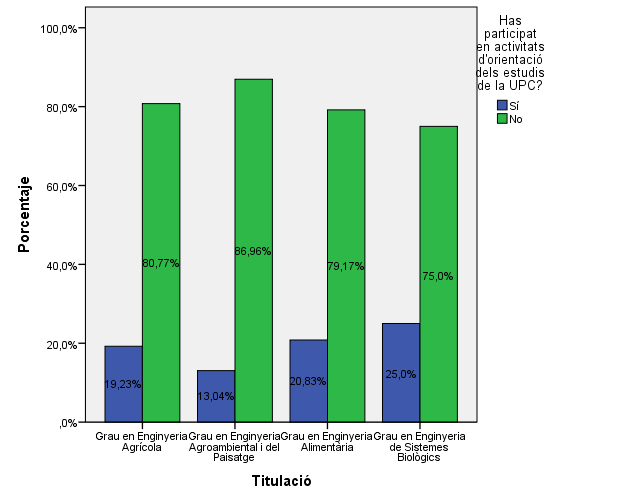 Has
participat
en activitats
d'orientació
dels estudis
de la UPC?
Sí
No
Porcentaje
100,0%
80,0%
60,0%
40,0%
20,0%
,0%
19,23%
80,77%
13,04%
86,96%
20,83%
79,17%
25,0%
75,0%
Grau en Enginyeria
Agrícola
Grau en Enginyeria
Agroambiental i del
Paisatge
Grau en Enginyeria
Alimentària
Grau en Enginyeria
de Sistemes
Biològics
Titulació